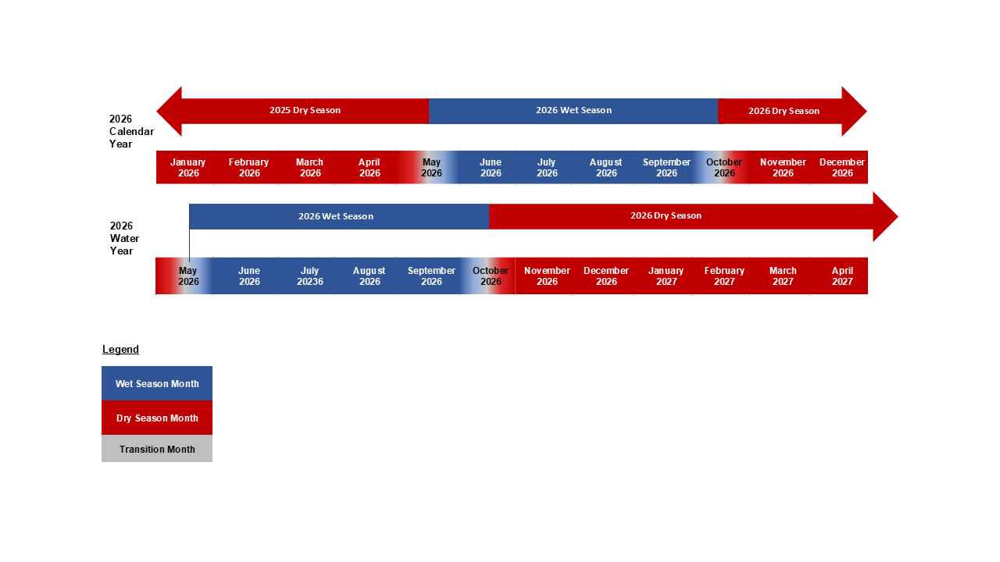 2025 Dry Season
2026 Wet Season
2026 Dry Season
2026
Calendar
Year
January
2026
February
2026
March
2026
April
2026
May
2026
June
2026
July
2026
August
2026
September
2026
October
2026
November
2026
December
2026
2026 Wet Season
2026 Dry Season
2026
Water
Year
May
2026
June
2026
July
20236
August
2026
September
2026
October
2026
November
2026
December
2026
January
2027
February
2027
March
2027
April
2027
Legend
Wet Season Month
Dry Season Month
Transition Month